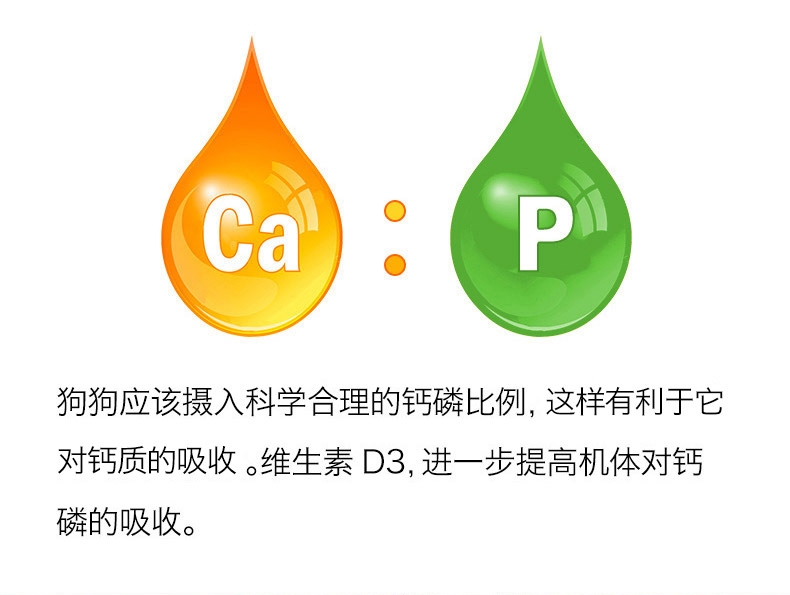 Ca : P
狗狗应该摄入科学合理的钙磷比例, 这样有利于它
对钙质的吸收 。维生素 D3, 进一步提高机体对钙
磷的吸收。